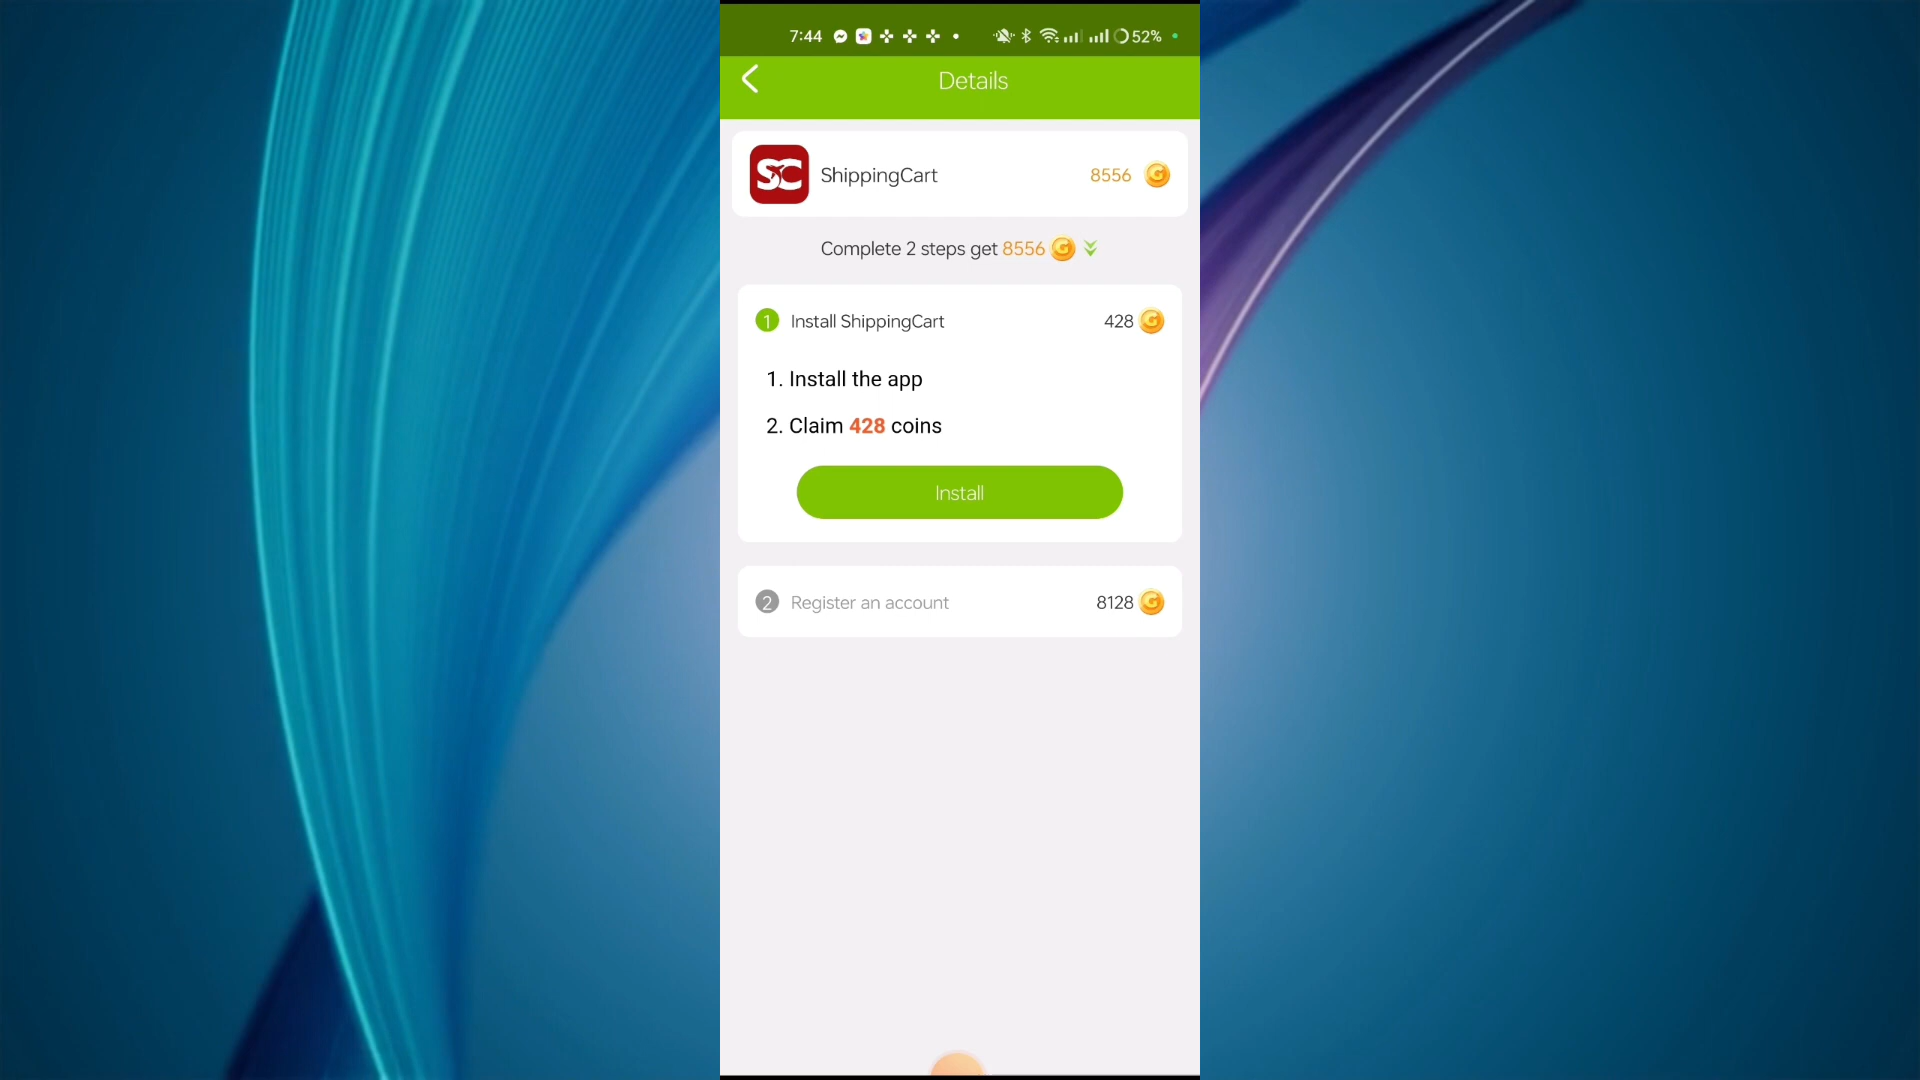 7:44 52%
Details
SC ShippingCart 8556
Complete 2 steps get 8556
1 Install ShippingCart 428
1. Install the app
2. Claim 428 coins
Install
2 Register an account 8128